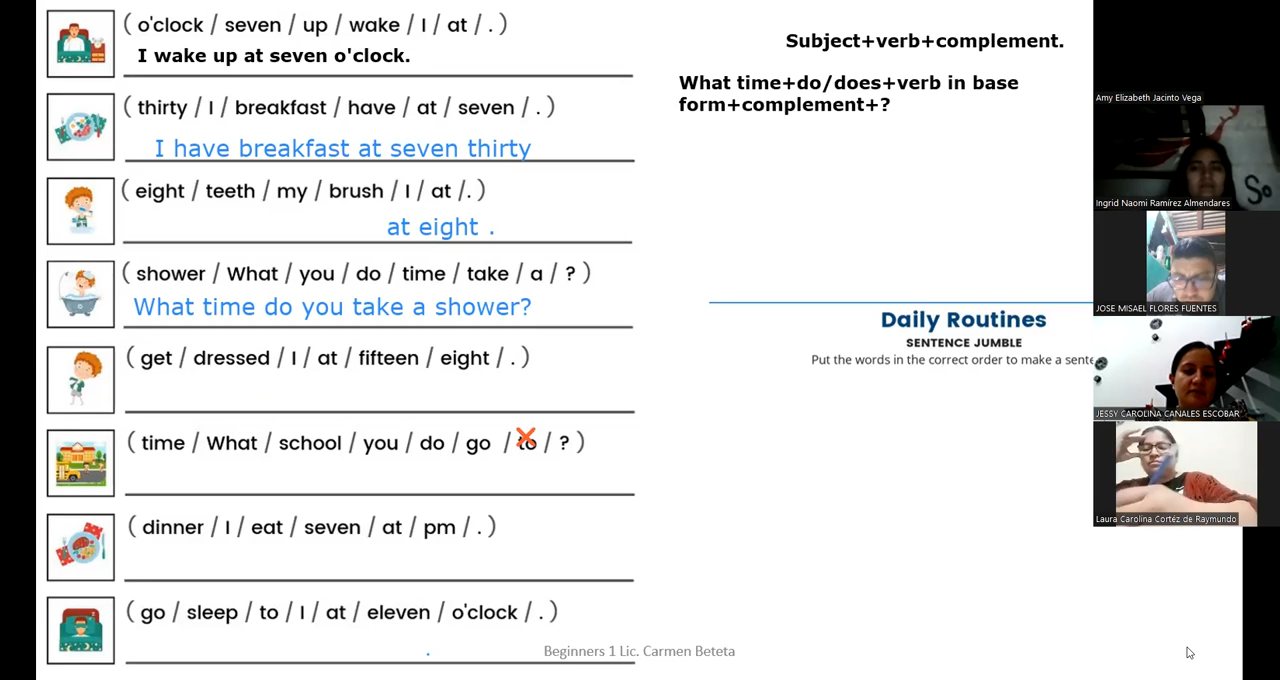 ( o'clock / seven / up / wake / I / at / . )
I wake up at seven o'clock.
( thirty / I / breakfast / have / at / seven / . )
I have breakfast at seven thirty
( eight / teeth / my / brush / I / at /. )
at eight .
( shower / What / you / do / time / take / a / ? )
What time do you take a shower?
( get / dressed / I / at / fifteen / eight / . )
( time / What / school / you / do / go / to / ? )
( dinner / I / eat / seven / at / pm / . )
( go / sleep / to / I / at / eleven / o'clock / . )
Beginners 1 Lic. Carmen Beteta
Subject+verb+complement.
What time+do/does+verb in base
form+complement+?
Daily Routines
SENTENCE JUMBLE
Put the words in the correct order to make a sente
Amy Elizabeth Jacinto Vega
So
Ingrid Naomi Ramírez Almendares
JOSE MISAEL FLORES FUENTES
JESSY CAROLINA CANALES ESCOBAR
Laura Carolina Cortéz de Raymundo